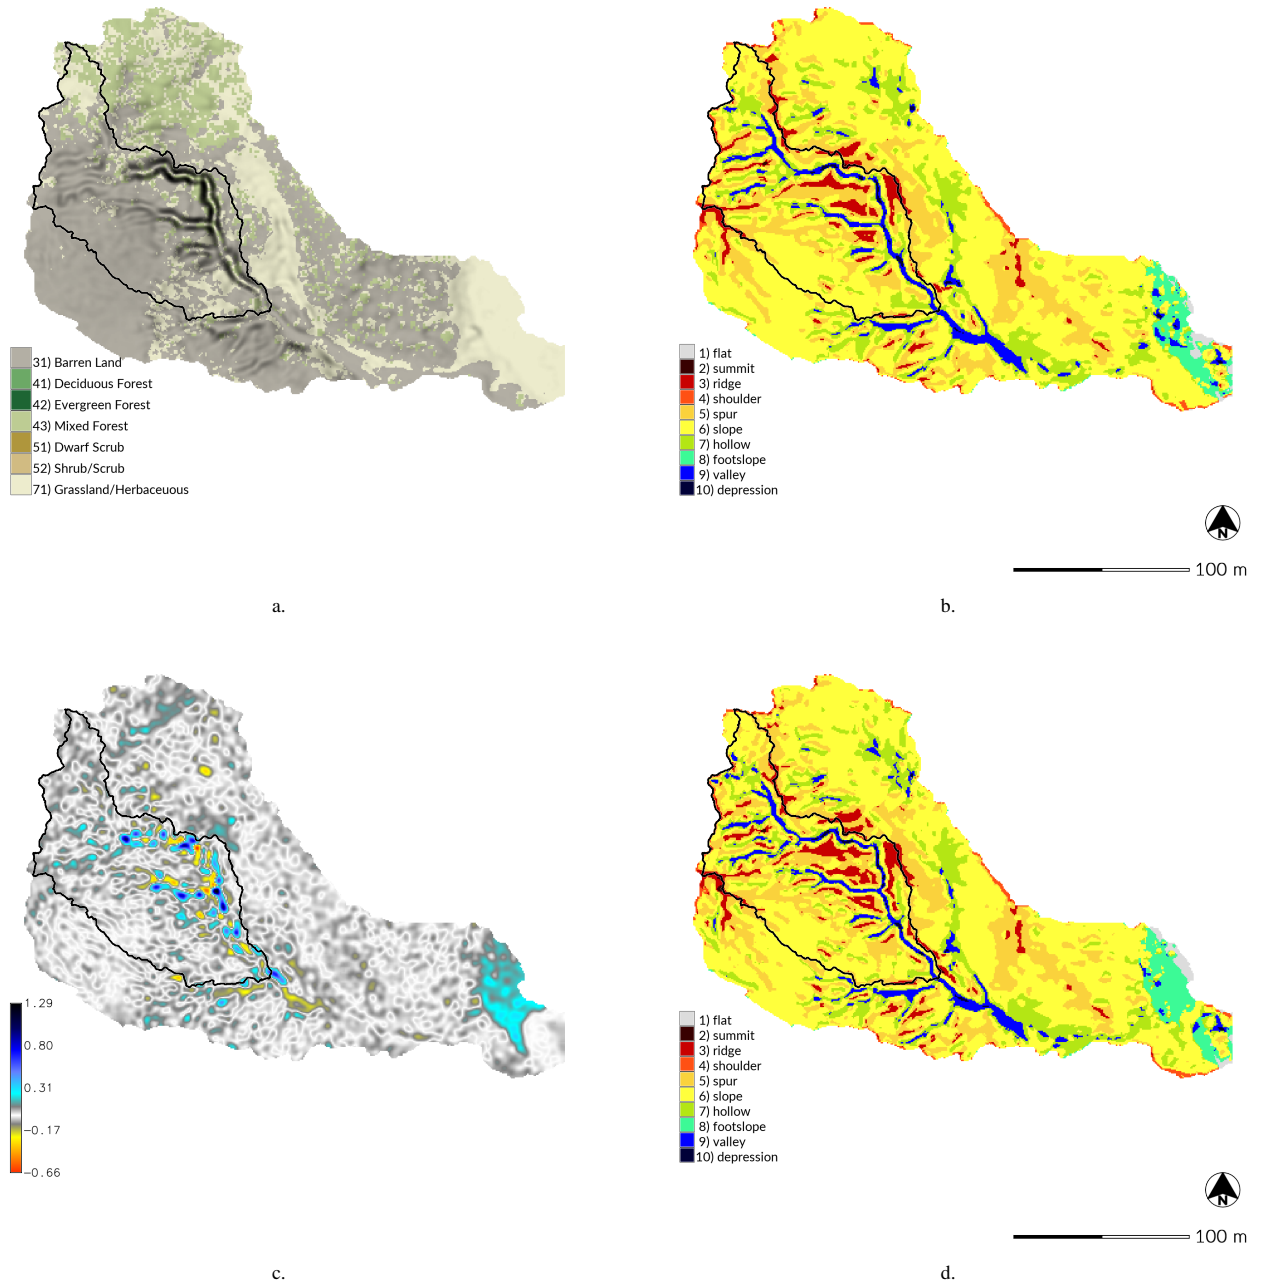 31) Barren Land
41) Deciduous Forest
42) Evergreen Forest
43) Mixed Forest
51) Dwarf Scrub
52) Shrub/Scrub
71) Grassland/Herbaceuous
a.
1) flat
2) summit
3) ridge
4) shoulder
5) spur
6) slope
7) hollow
8) footslope
9) valley
10) depression
N
100 m
b.
1.29
0.80
0.31
-0.17
-0.66
c.
1) flat
2) summit
3) ridge
4) shoulder
5) spur
6) slope
7) hollow
8) footslope
9) valley
10) depression
N
100 m
d.